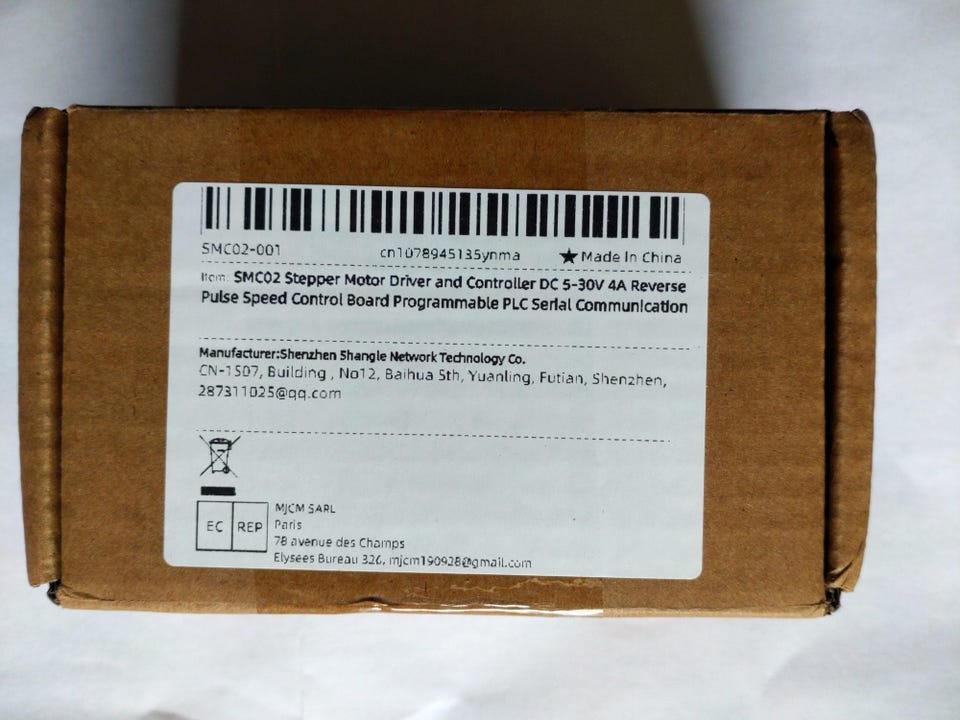 SMC02-001 cn1078945135ynma ★ Made In China
Item: SMC02 Stepper Motor Driver and Controller DC 5-30V 4A Reverse
Pulse Speed Control Board Programmable PLC Serial Communication
Manufacturer:Shenzhen Shangle Network Technology Co.
CN-1507, Building , No12, Baihua 5th, Yuanling, Futian, Shenzhen,
287311025@qq.com
EC REP
MJCM SARL
Paris
78 avenue des Champs
Elysees Bureau 326, mjcm190928@gmail.com